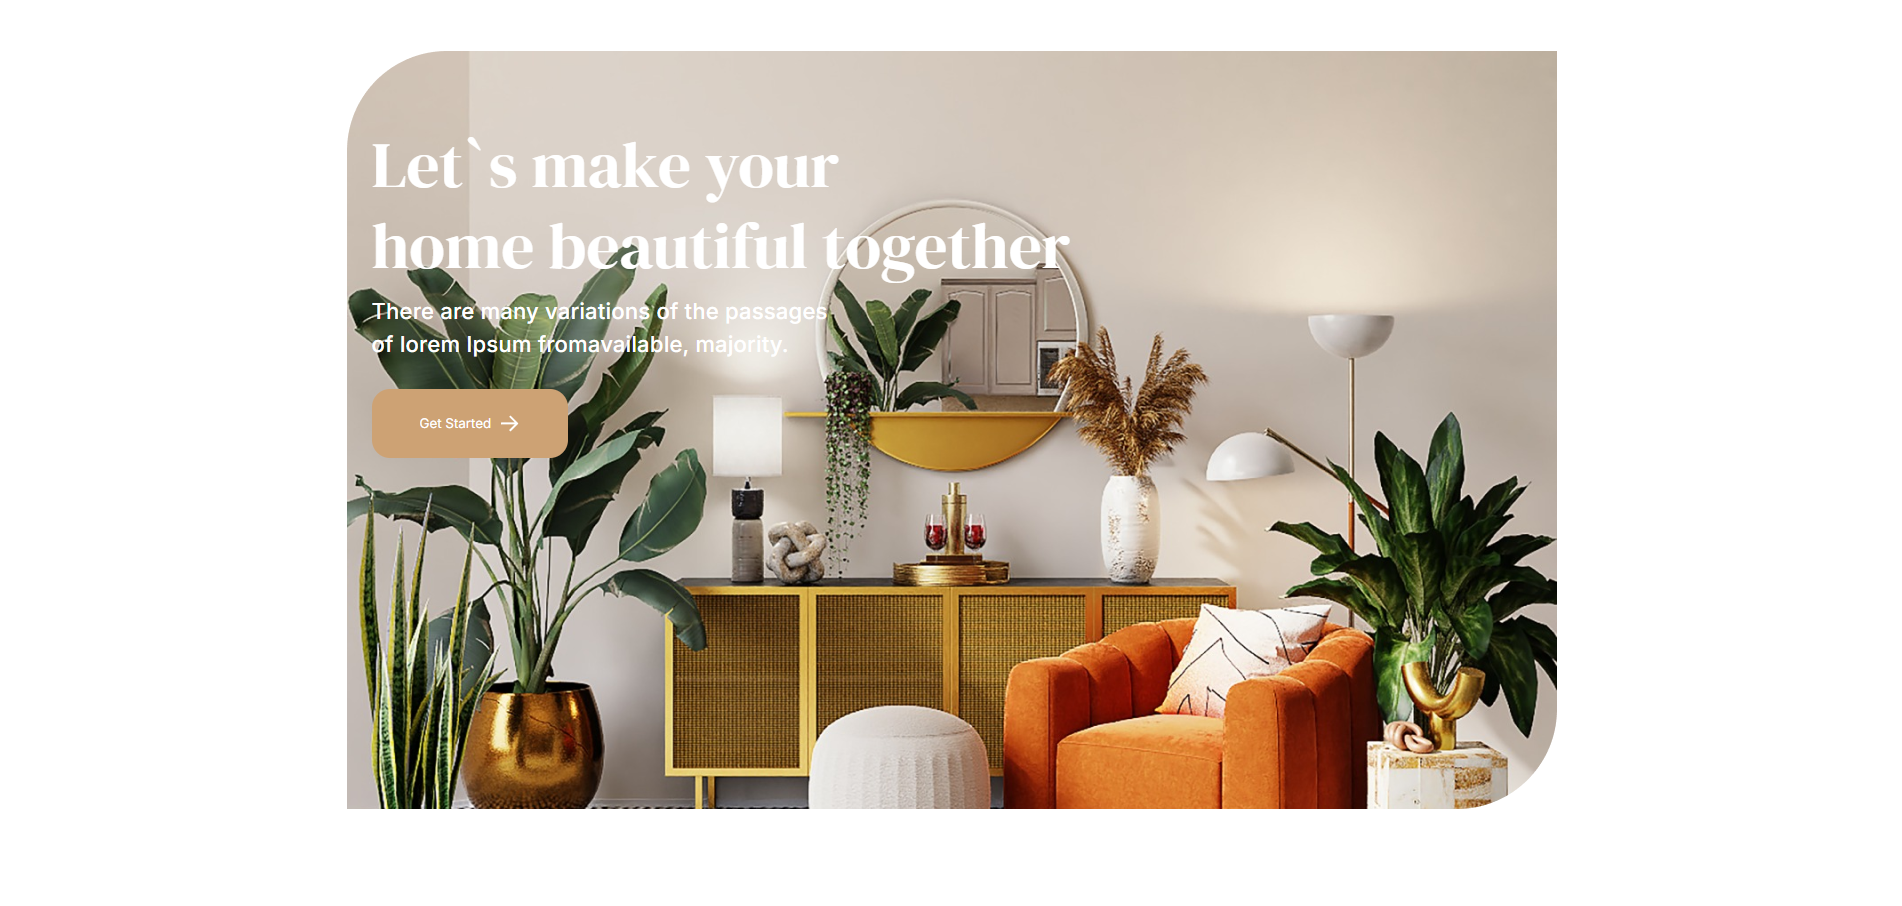 Let`s make your
home beautiful together
There are many variations of the passages
of lorem Ipsum fromavailable, majority.
Get Started